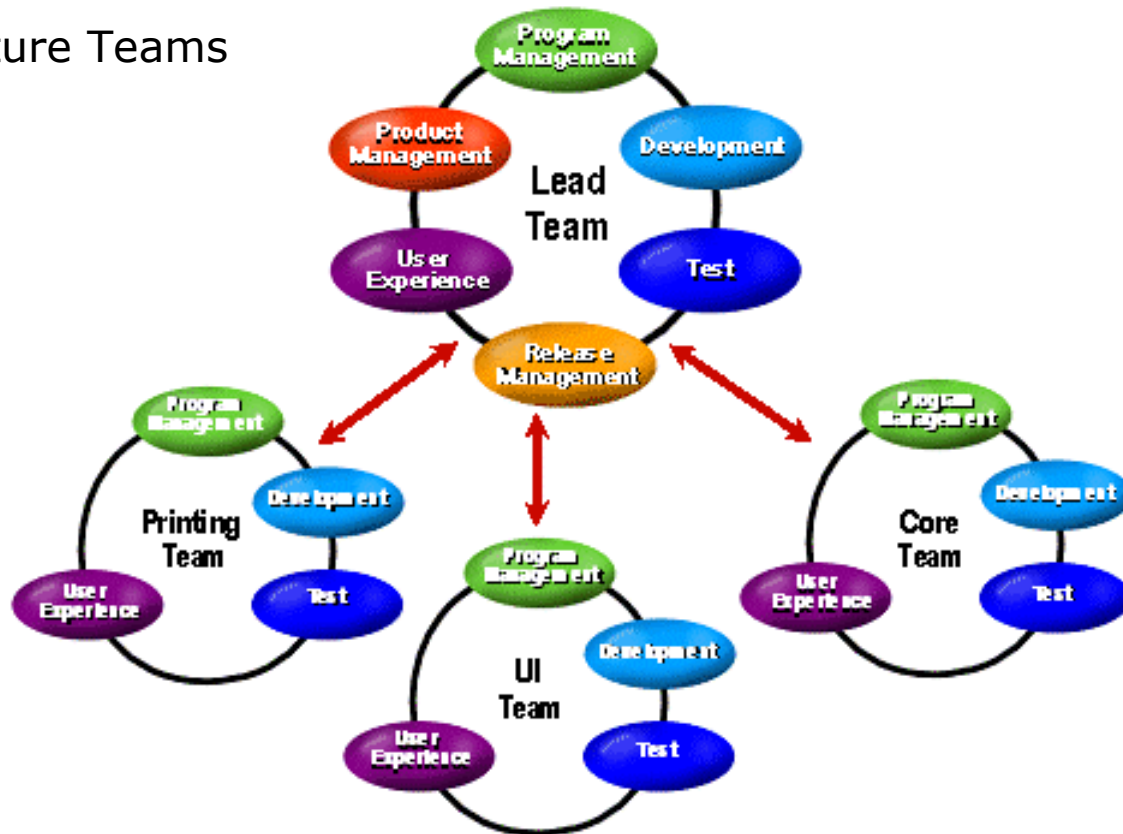 ture Teams
Program
Management
Product
Management
Development
Lead
Team
User
Experience
Test
Release
Management
Program
Management
Development
Printing
Team
User
Experience
Test
Program
Management
Development
UI
Team
User
Experience
Test
Program
Management
Development
Core
Team
User
Experience
Test